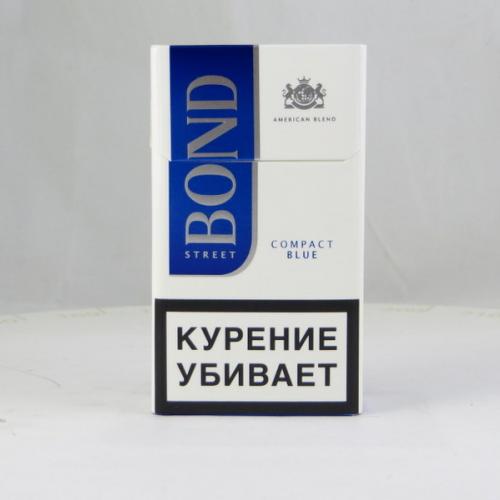 BOND
STREET
AMERICAN BLEND
COMPACT
BLUE
КУРЕНИЕ
УБИВАЕТ